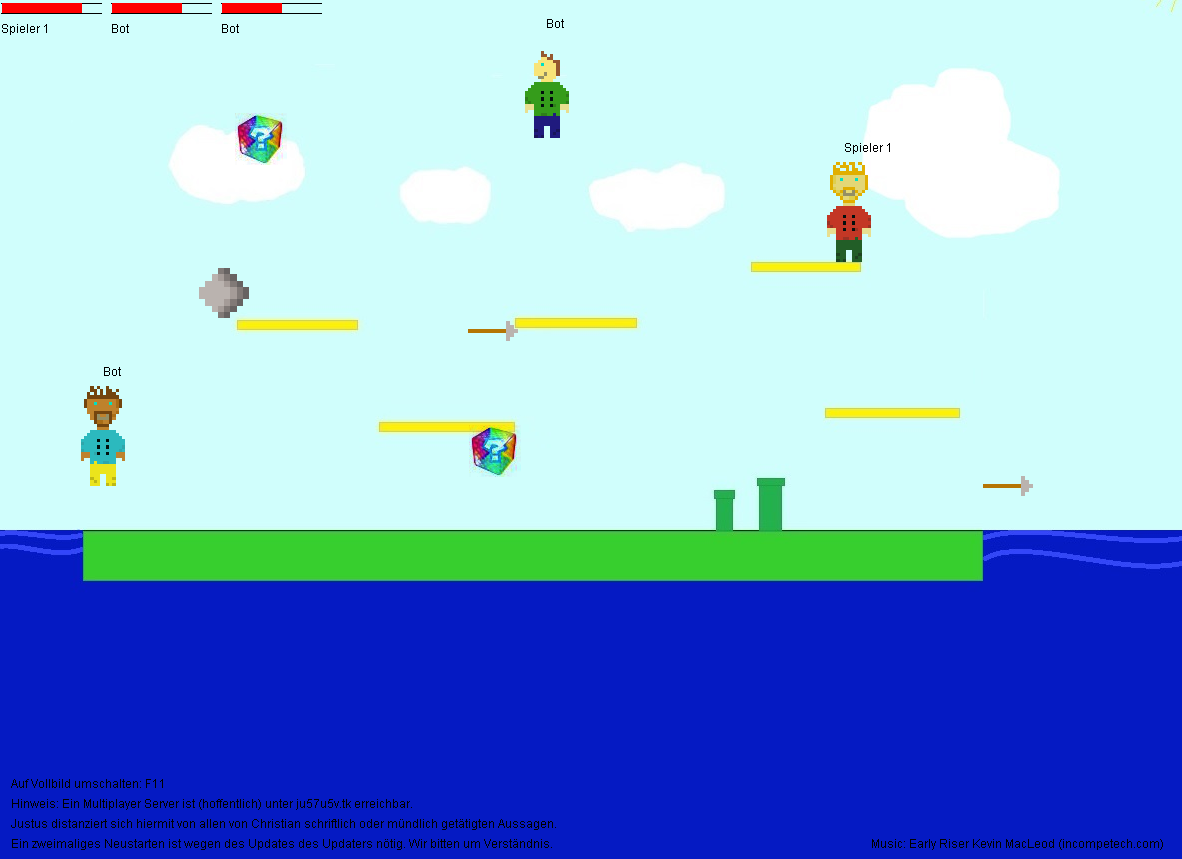 Spieler 1 Bot Bot
Bot
Spieler 1
Bot
?
?
Auf Vollbild umschalten: F11
Hinweis: Ein Multiplayer Server ist (hoffentlich) unter ju57u5v.tk erreichbar.
Justus distanziert sich hiermit von allen von Christian schriftlich oder mündlich getätigten Aussagen.
Ein zweimaliges Neustarten ist wegen des Updates des Updaters nötig. Wir bitten um Verständnis.
Music: Early Riser Kevin MacLeod (incompetech.com)